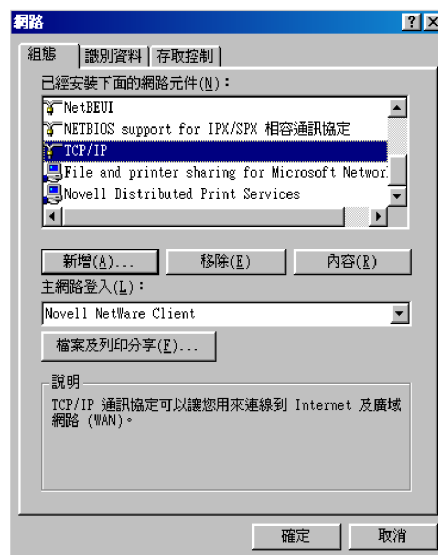 網路
組態 識別資料 存取控制
已經安裝下面的網路元件(N)：
NetBEUI
NETBIOS support for IPX/SPX 相容通訊協定
TCP/IP
File and printer sharing for Microsoft Networ
Novell Distributed Print Services
新增(A)... 移除(E) 內容(R)
主網路登入(L)：
Novell NetWare Client
檔案及列印分享(F)...
說明
TCP/IP 通訊協定可以讓您用來連線到 Internet 及廣域
網路 (WAN)。
確定 取消